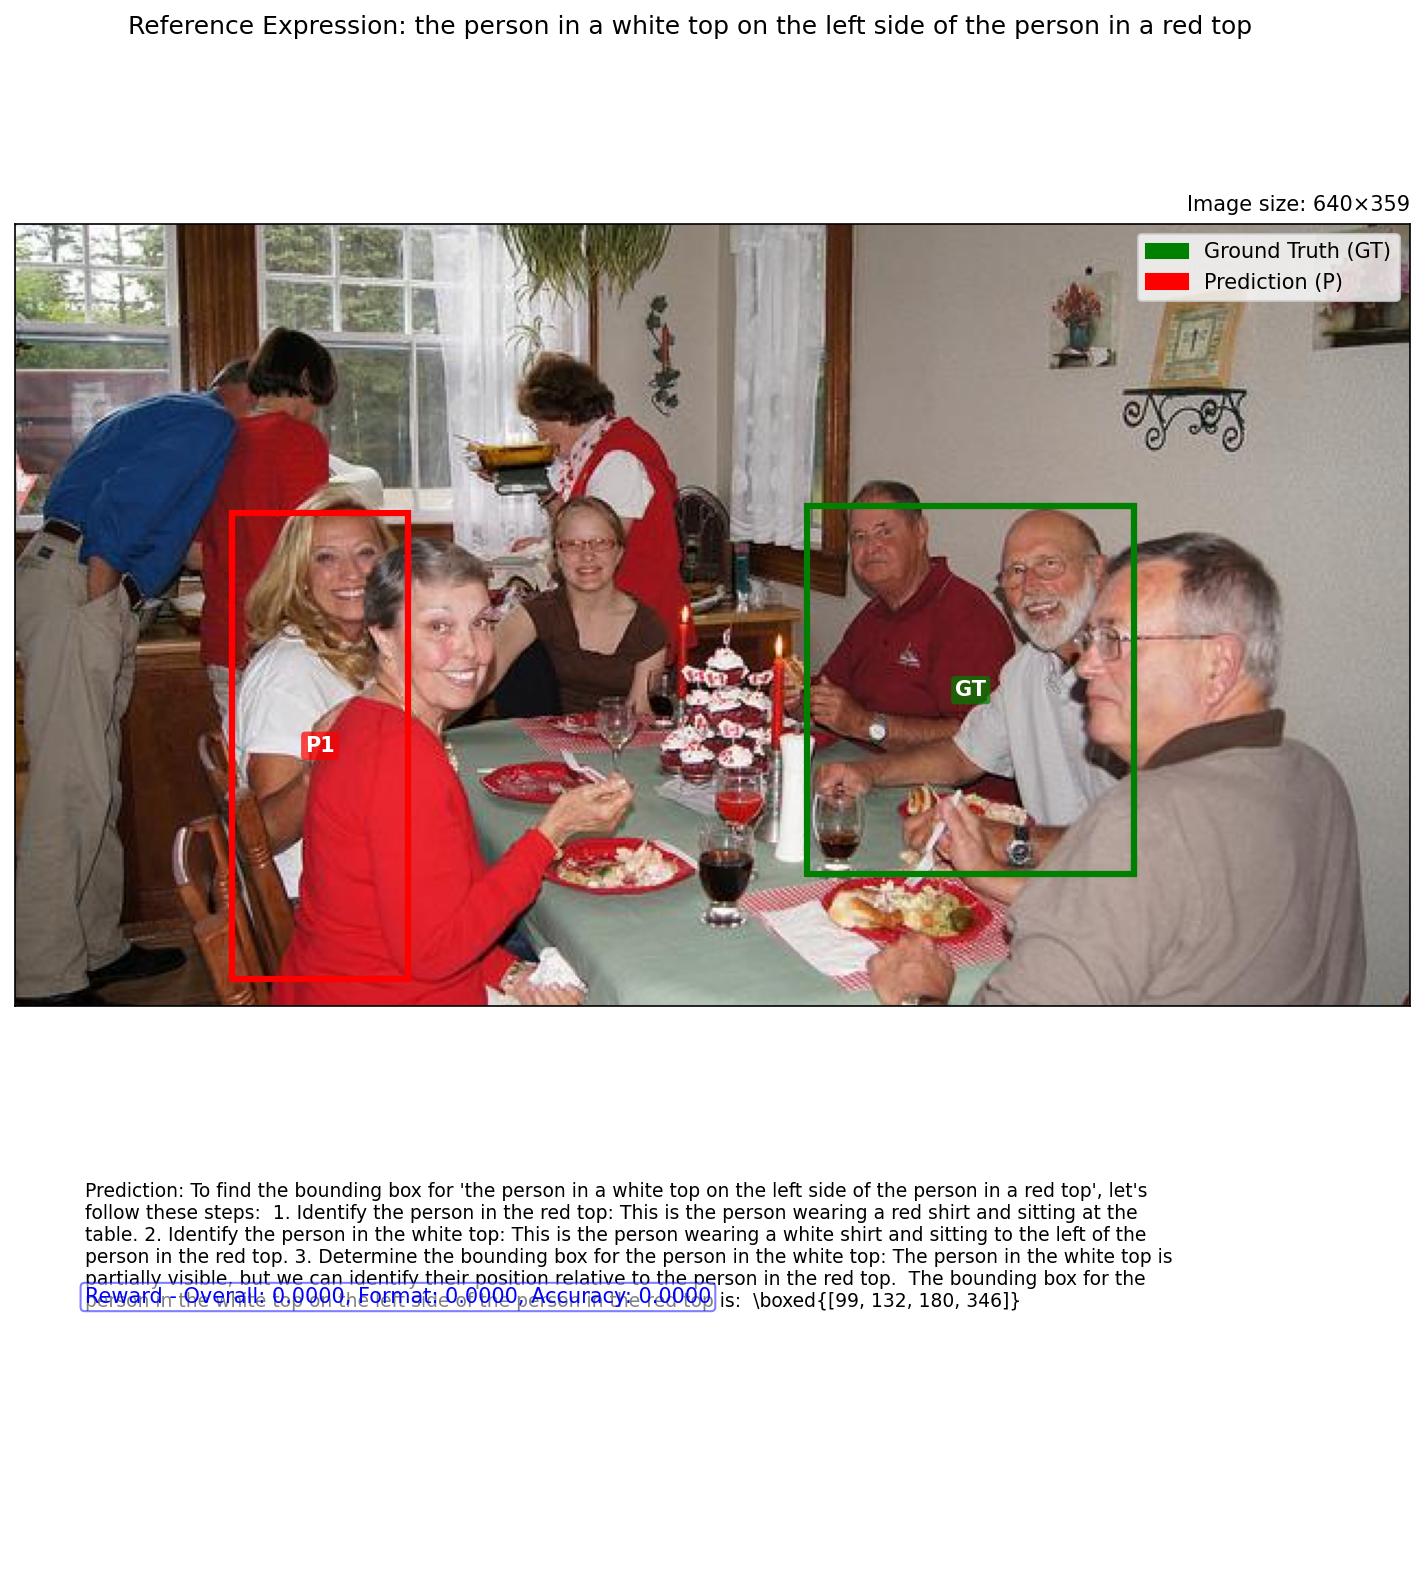 Reference Expression: the person in a white top on the left side of the person in a red top
Image size: 640×359
Ground Truth (GT)
Prediction (P)
GT
P1
Prediction: To find the bounding box for 'the person in a white top on the left side of the person in a red top', let's
follow these steps:  1. Identify the person in the red top: This is the person wearing a red shirt and sitting at the
table. 2. Identify the person in the white top: This is the person wearing a white shirt and sitting to the left of the
person in the red top. 3. Determine the bounding box for the person in the white top: The person in the white top is
partially visible, but we can identify their position relative to the person in the red top.  The bounding box for the
person in the white top on the left side of the person in the red top is:  \boxed{[99, 132, 180, 346]}
Reward - Overall: 0.0000, Format: 0.0000, Accuracy: 0.0000